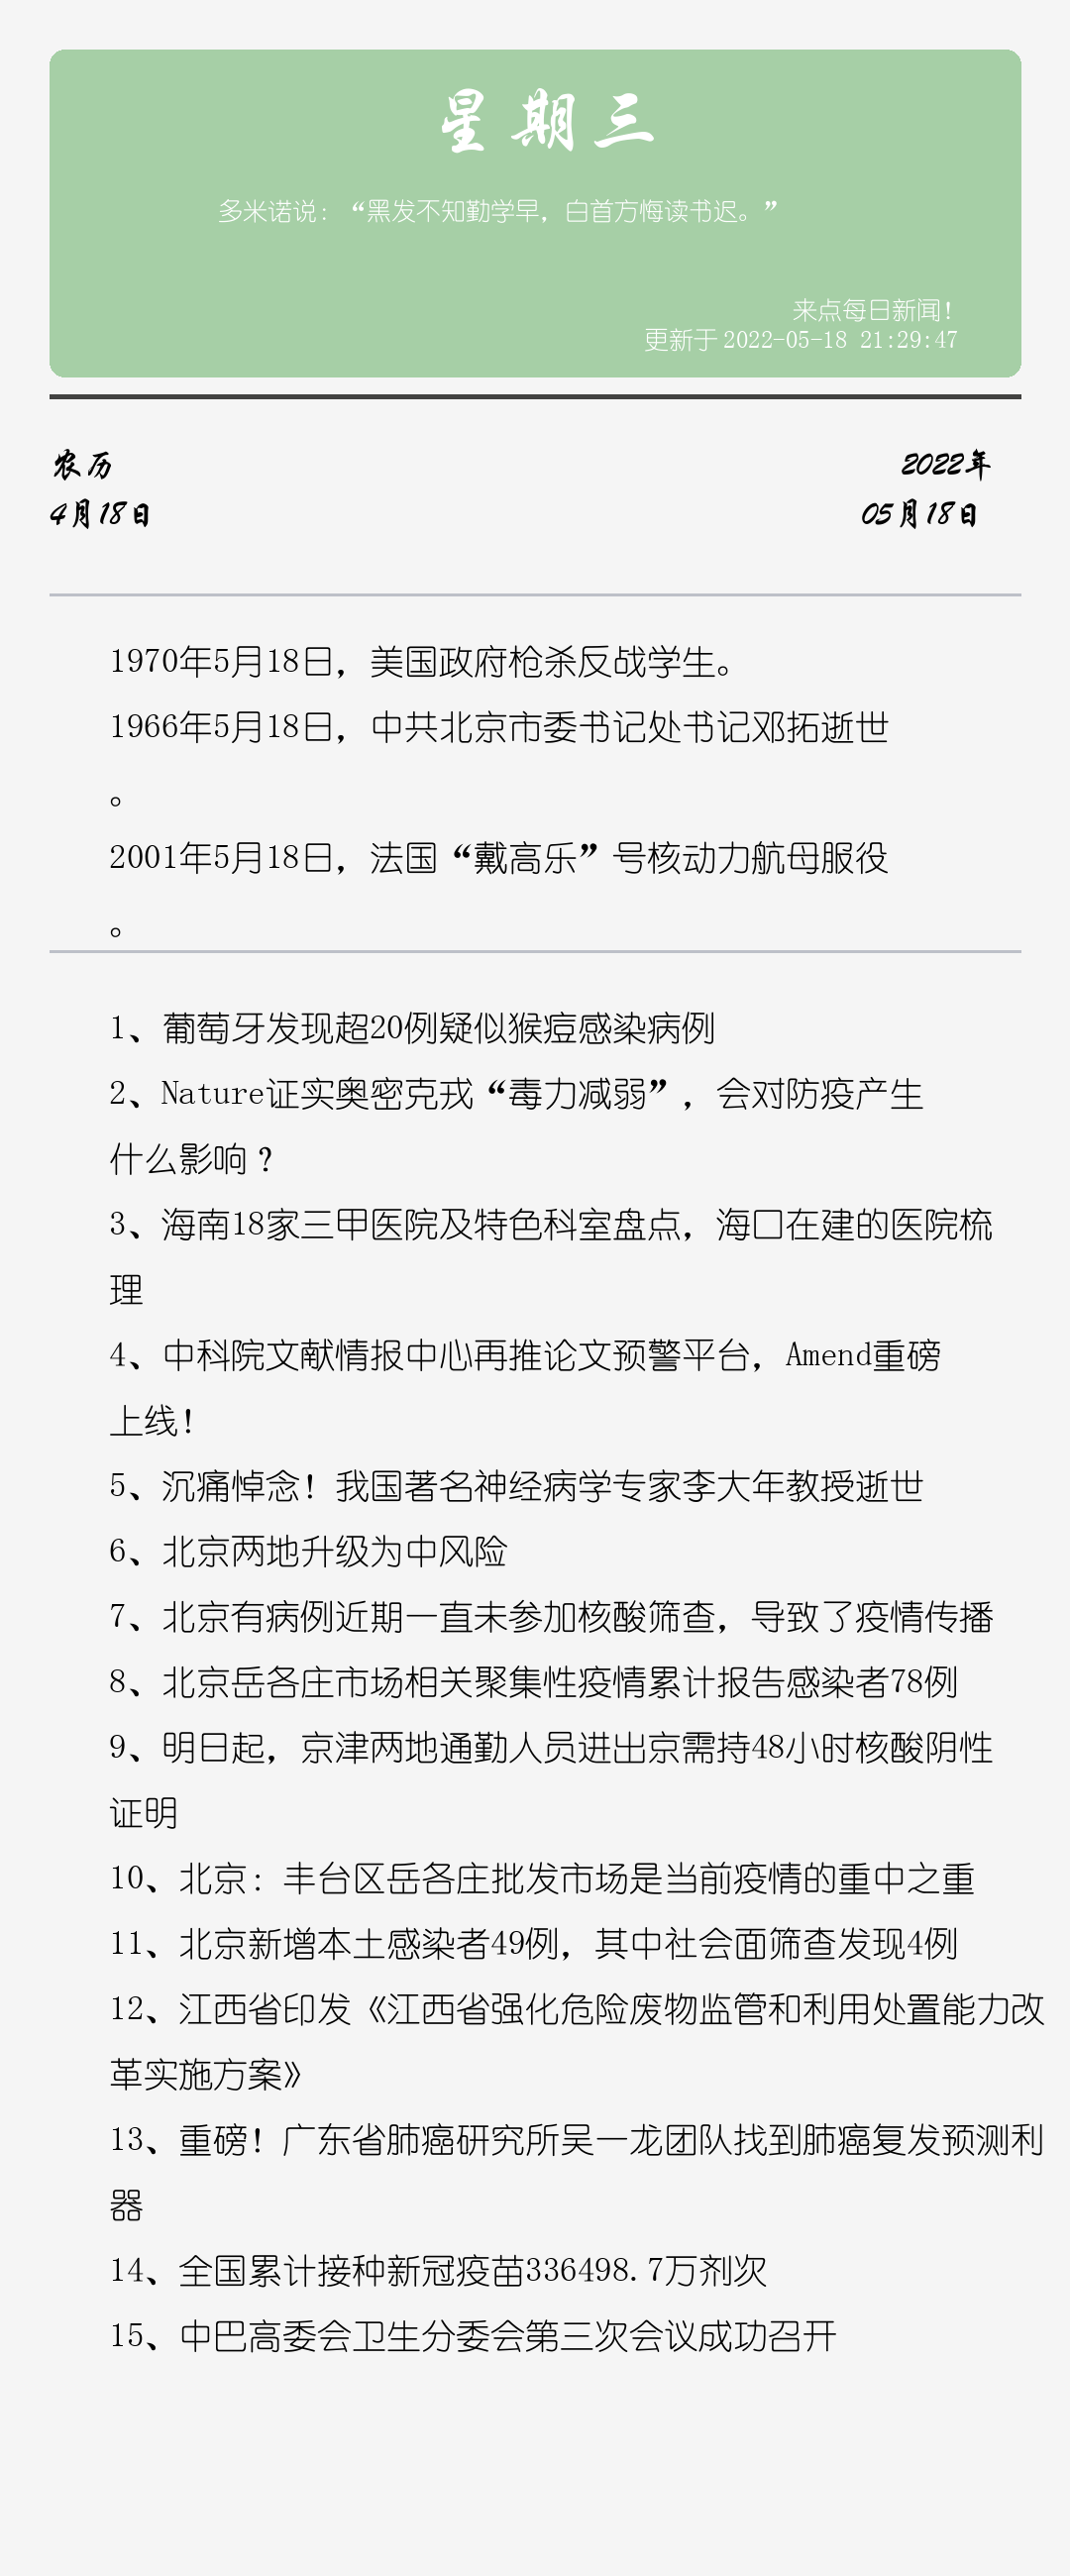 星期三
多米诺说：“黑发不知勤学早，白首方悔读书迟。”
来点每日新闻！
更新于2022-05-18 21:29:47
农历
2022年
4月18日
05月18日
1970年5月18日，美国政府枪杀反战学生。
1966年5月18日，中共北京市委书记处书记邓拓逝世
。
2001年5月18日，法国“戴高乐”号核动力航母服役
。
1、葡萄牙发现超20例疑似猴痘感染病例
2、Nature证实奥密克戎“毒力减弱”，会对防疫产生
什么影响？
3、海南18家三甲医院及特色科室盘点，海口在建的医院梳
理
4、中科院文献情报中心再推论文预警平台，Amend重磅
上线！
5、沉痛悼念！我国著名神经病学专家李大年教授逝世
6、北京两地升级为中风险
7、北京有病例近期一直未参加核酸筛查，导致了疫情传播
8、北京岳各庄市场相关聚集性疫情累计报告感染者78例
9、明日起，京津两地通勤人员进出京需持48小时核酸阴性
证明
10、北京：丰台区岳各庄批发市场是当前疫情的重中之重
11、北京新增本土感染者49例，其中社会面筛查发现4例
12、江西省印发《江西省强化危险废物监管和利用处置能力改
革实施方案》
13、重磅！广东省肺癌研究所吴一龙团队找到肺癌复发预测利
器
14、全国累计接种新冠疫苗336498.7万剂次
15、中巴高委会卫生分委会第三次会议成功召开